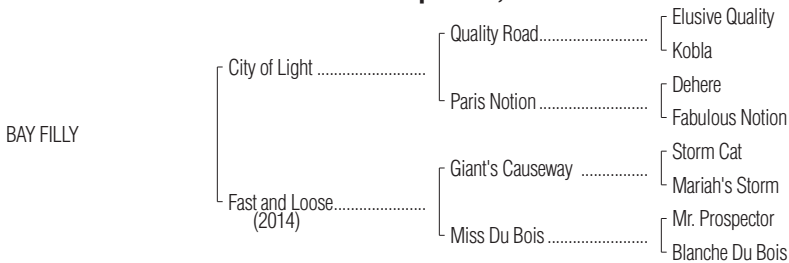 Elusive Quality
Quality Road..........................
Kobla
City of Light ..........................
Dehere
Paris Notion ..........................
Fabulous Notion
BAY FILLY
Storm Cat
Giant's Causeway ................
Mariah's Storm
Fast and Loose......................
(2014)
Mr. Prospector
Miss Du Bois ........................
Blanche Du Bois